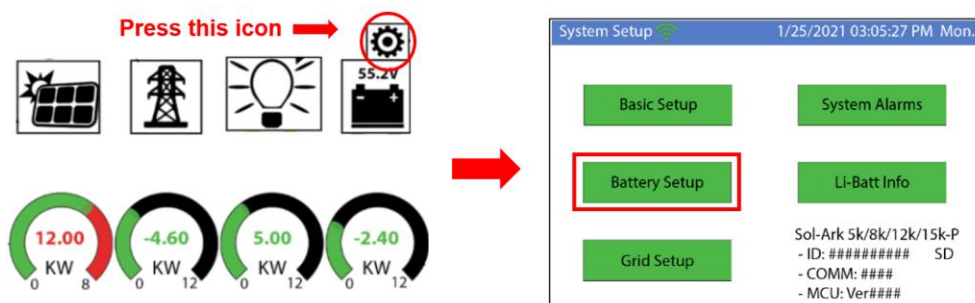 Press this icon
55.2V
12.00
KW
0 8
-4.60
KW
0 12
5.00
KW
0 12
-2.40
KW
0 12
System Setup 1/25/2021 03:05:27 PM Mon.
Basic Setup
System Alarms
Battery Setup
Li-Batt Info
Grid Setup
Sol-Ark 5k/8k/12k/15k-P
- ID: ########## SD
- COMM: ####
- MCU: Ver####